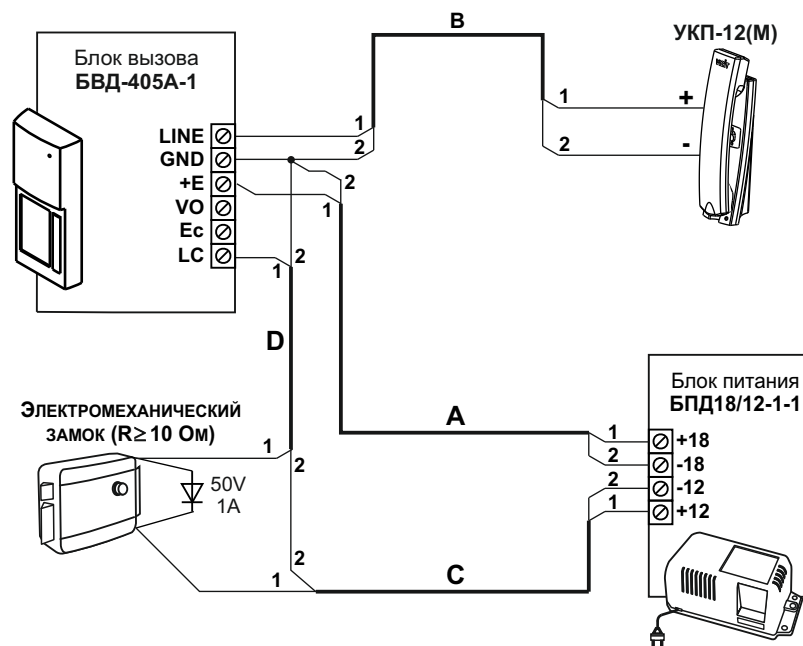 Блок вызова
БВД-405А-1
LINE
GND
+E
VO
Ec
LC
1
2
2
1
2
1
B
1
2
УКП-12(М)
+
-
D
A
ЭЛЕКТРОМЕХАНИЧЕСКИЙ
ЗАМОК (R≥ 10 ОМ)
50V
1A
1
2
2
1
C
Блок питания
БПД18/12-1-1
1
+18
2
-18
2
-12
1
+12